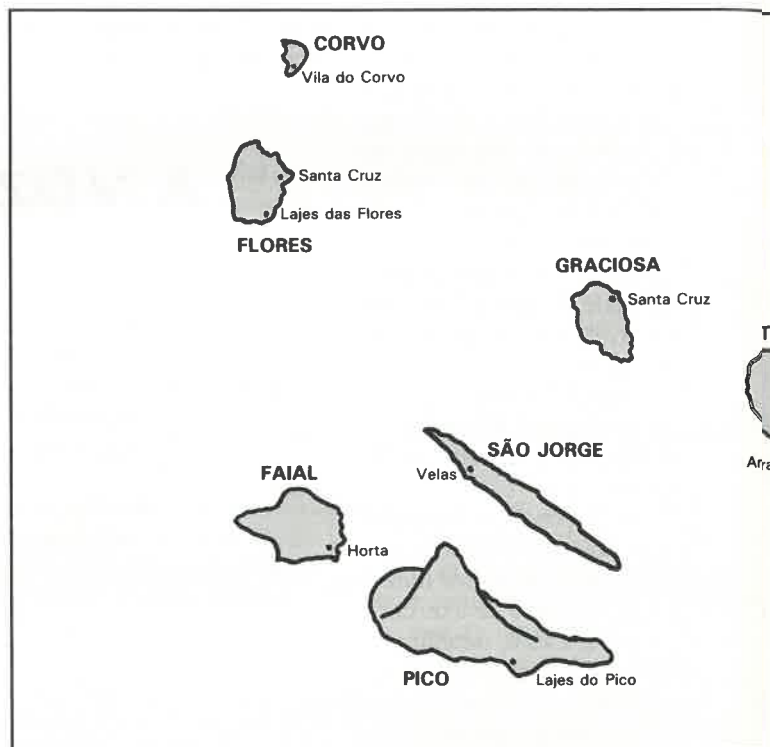 CORVO
Vila do Corvo
Santa Cruz
Lajes das Flores
FLORES
GRACIOSA
Santa Cruz
SÃO JORGE
Velas
FAIAL
Horta
PICO
Lajes do Pico